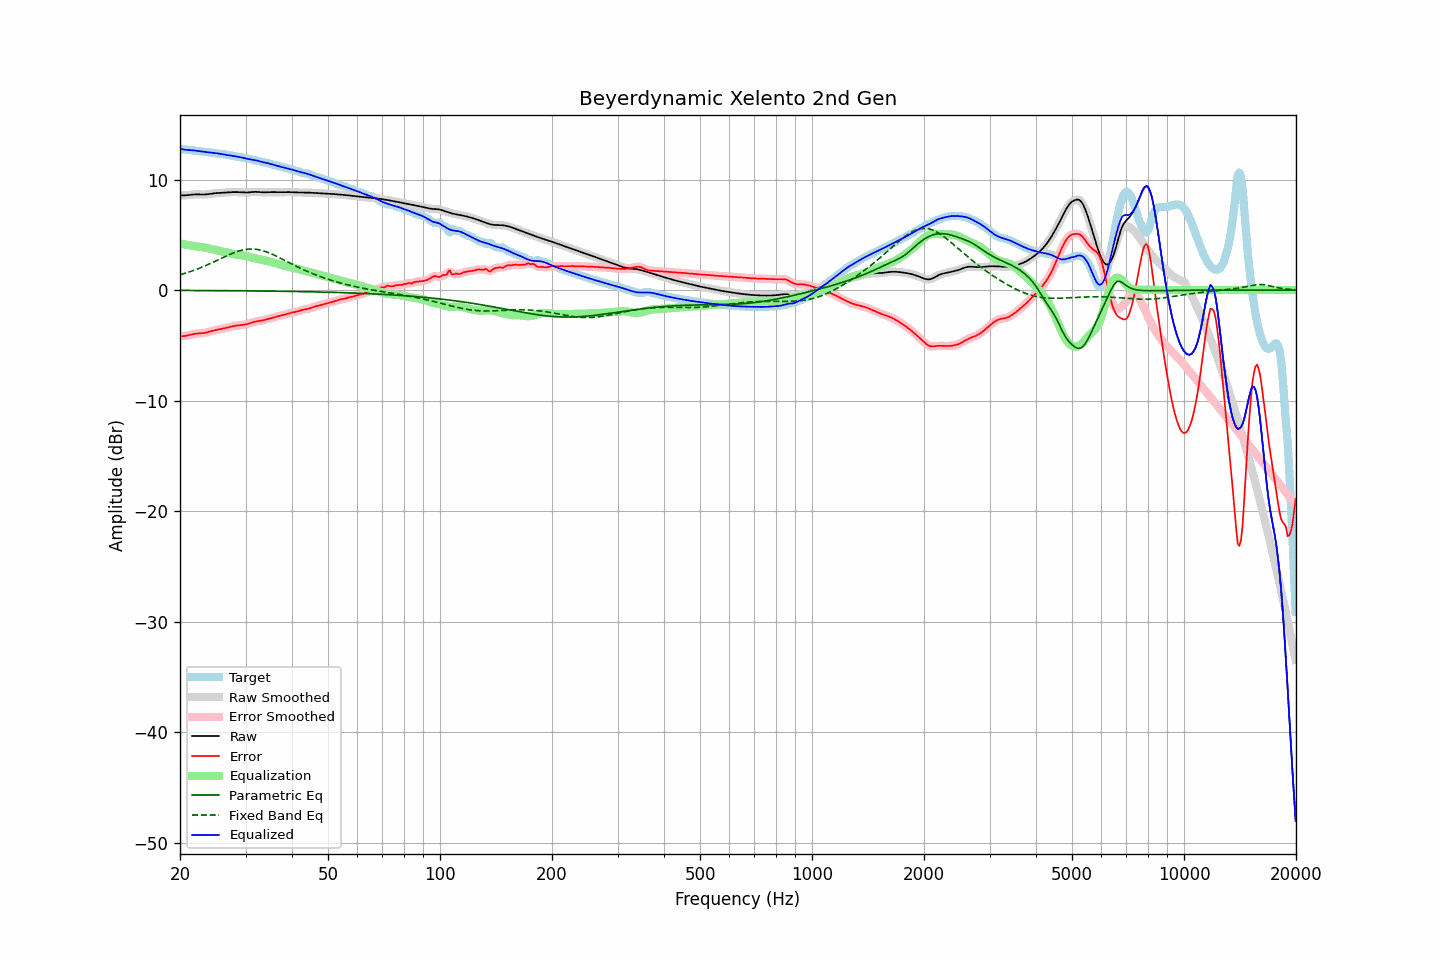 Beyerdynamic Xelento 2nd Gen
Amplitude (dBr)
10
0
−10
−20
−30
−40
−50
Target
Raw Smoothed
Error Smoothed
Raw
Error
Equalization
Parametric Eq
Fixed Band Eq
Equalized
20 50 100 200 500 1000 2000 5000 10000 20000
Frequency (Hz)